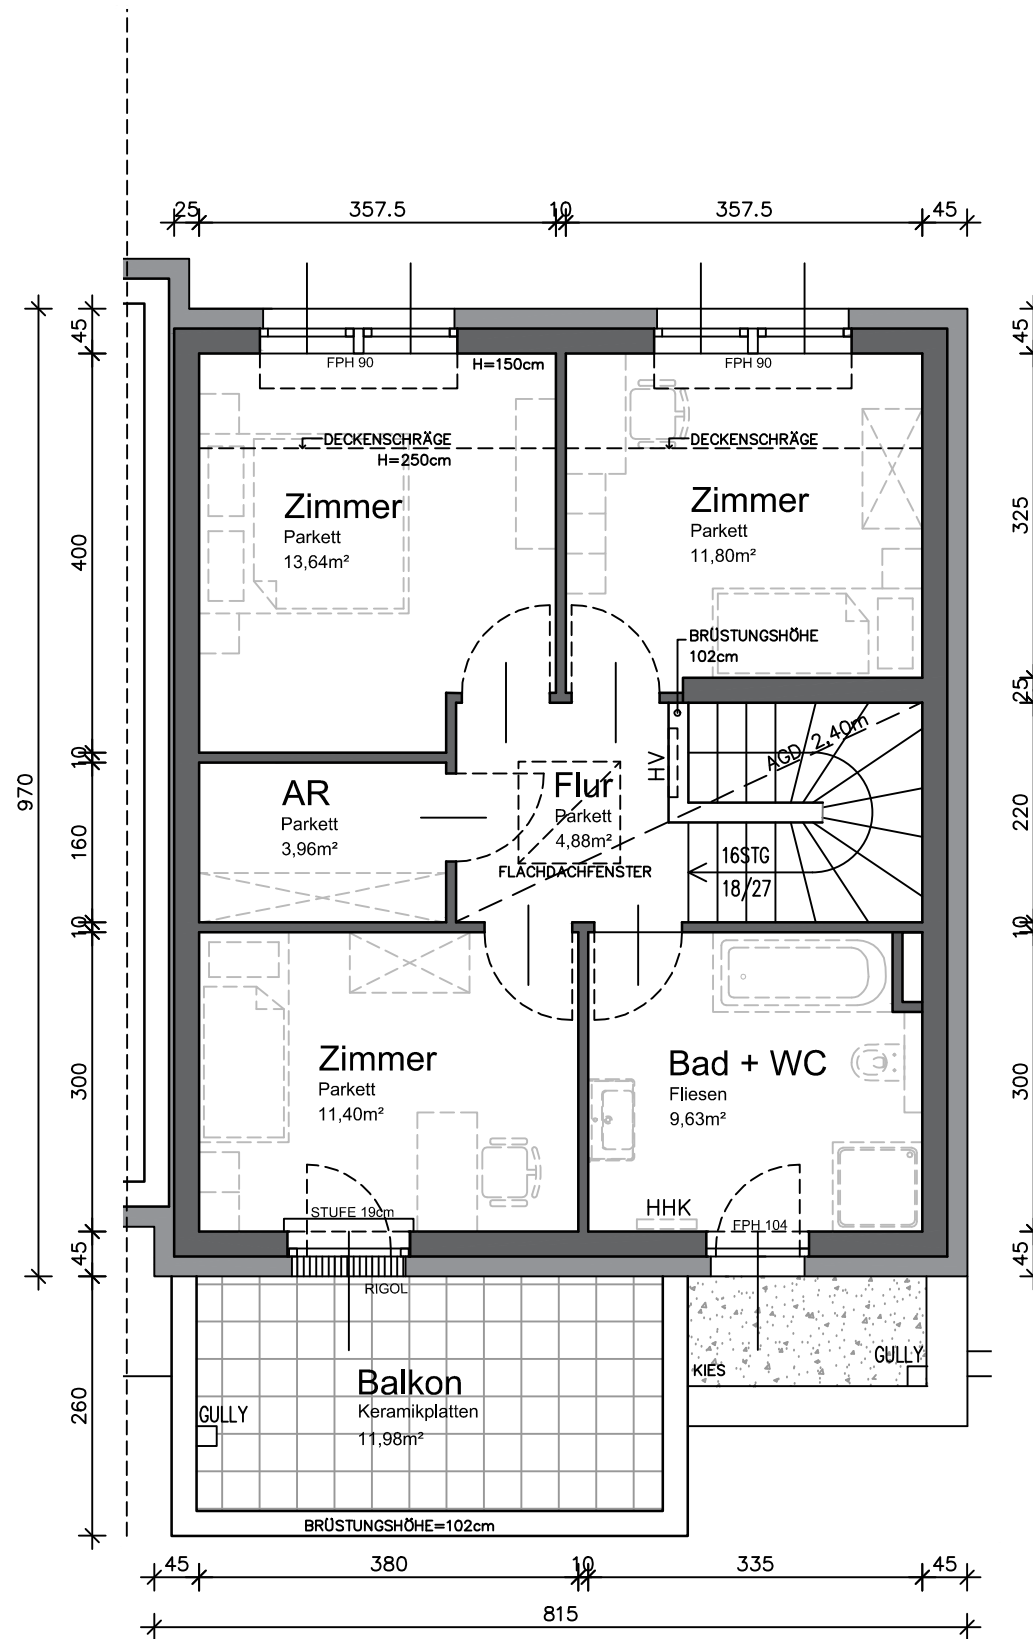 25 357.5 10 357.5 45
45 400 10 160 10 300 45 260
970
45 325 25 220 10 300 45
FPH 90
H=150cm
FPH 90
DECKENSCHRÄGE
H=250cm
DECKENSCHRÄGE
Zimmer
Parkett
13,64m²
Zimmer
Parkett
11,80m²
BRÜSTUNGSHÖHE
102cm
AR
Parkett
3,96m²
Flur
Parkett
4,88m²
FLACHDACHFENSTER
HV
AGD 2,40m
16STG
18/27
Zimmer
Parkett
11,40m²
Bad + WC
Fliesen
9,63m²
STUFE 19cm
HHK
FPH 104
RIGOL
Balkon
Keramikplatten
11,98m²
GULLY
KIES
GULLY
BRÜSTUNGSHÖHE=102cm
45 380 10 335 45
815